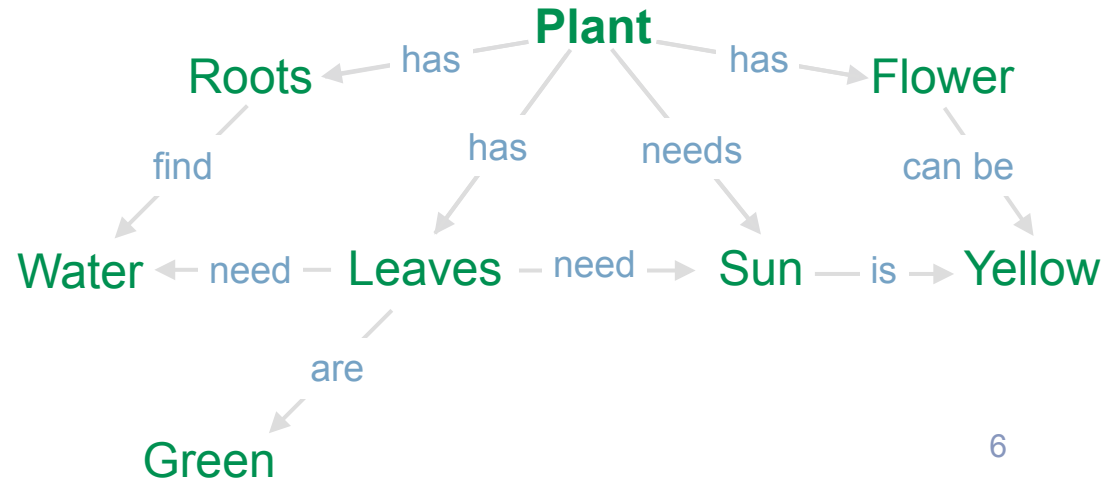 Plant
has
has
Roots
Flower
has
needs
find
can be
Water
need
Leaves
need
Sun
is
Yellow
are
Green
6